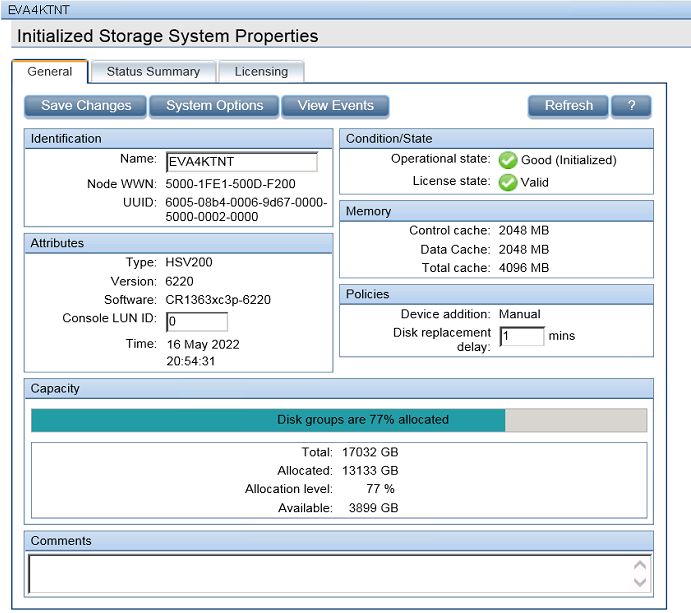 EVA4KTNT
Initialized Storage System Properties
General
Status Summary
Licensing
Save Changes
System Options
View Events
Refresh
?
Identification
Name: EVA4KTNT
Node WWN: 5000-1FE1-500D-F200
UUID: 6005-08b4-0006-9d67-0000-
5000-0002-0000
Attributes
Type: HSV200
Version: 6220
Software: CR1363xc3p-6220
Console LUN ID: 0
Time: 16 May 2022
20:54:31
Condition/State
Operational state: Good (Initialized)
License state: Valid
Memory
Control cache: 2048 MB
Data Cache: 2048 MB
Total cache: 4096 MB
Policies
Device addition: Manual
Disk replacement
delay: 1 mins
Capacity
Disk groups are 77% allocated
Total: 17032 GB
Allocated: 13133 GB
Allocation level: 77 %
Available: 3899 GB
Comments